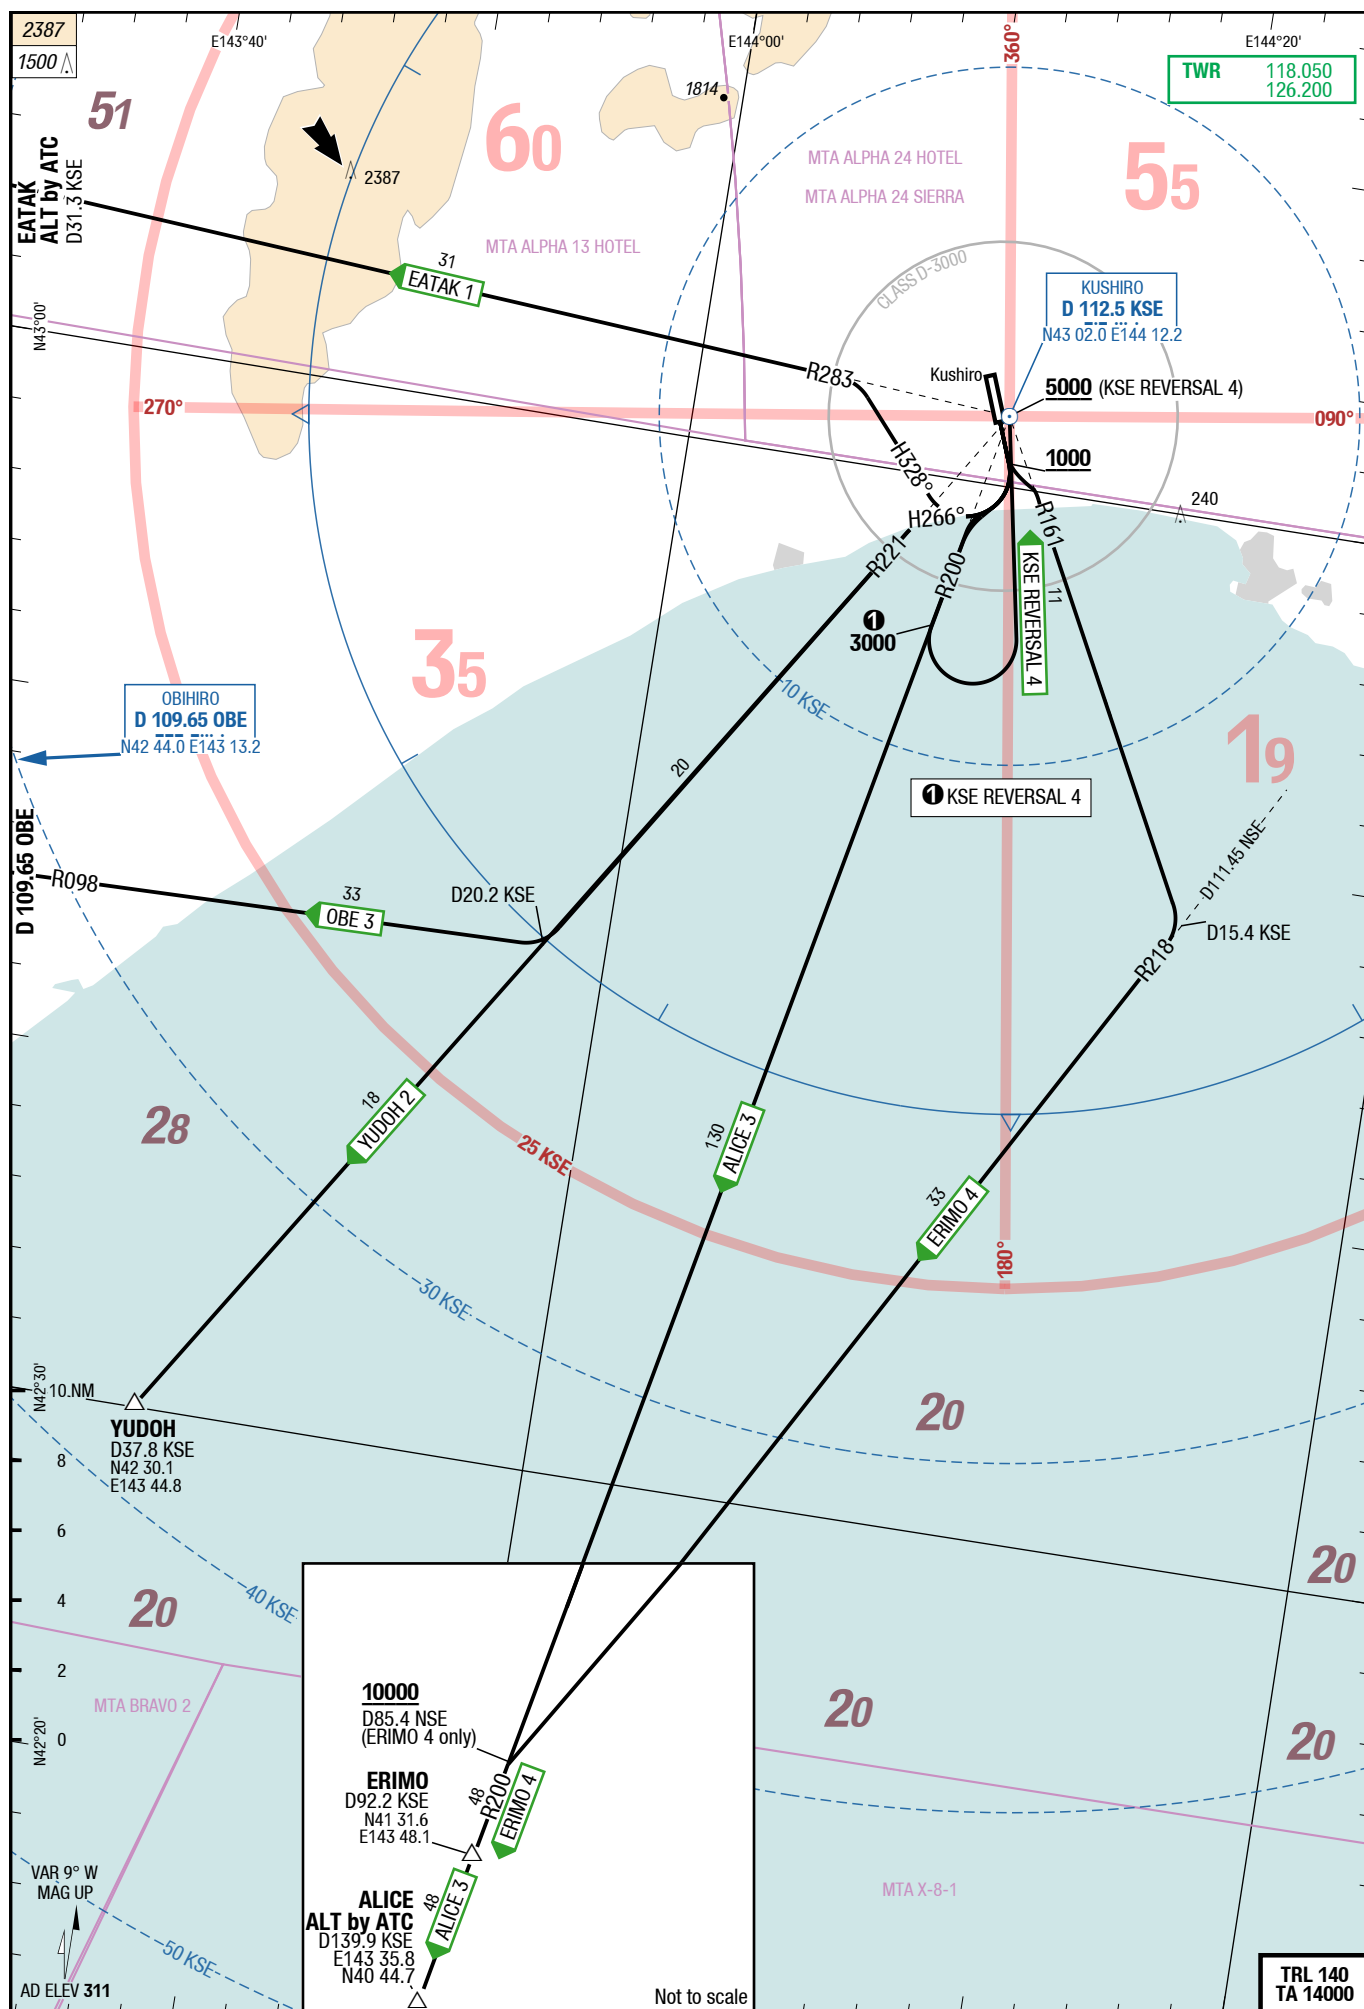 2387
1500
E143°40'
E144°00'
360°
E144°20'
TWR 118.050
126.200
51
60
1814
55
MTA ALPHA 24 HOTEL
MTA ALPHA 24 SIERRA
2387
EATAK
ALT by ATC
D31.3 KSE
MTA ALPHA 13 HOTEL
31
EATAK 1
CLASS D-3000
KUSHIRO
D 112.5 KSE
N43 02.0 E144 12.2
N43°00'
R283
Kushiro
5000 (KSE REVERSAL 4)
270°
090°
1000
H328°
240
H266°
R161
R221
R200
KSE REVERSAL 4
11
1
3000
35
10 KSE
OBIHIRO
D 109.65 OBE
N42 44.0 E143 13.2
19
20
1 KSE REVERSAL 4
D 109.65 OBE
R098
33
OBE 3
D20.2 KSE
D111.45 NSE
D15.4 KSE
R218
28
18
YUDOH 2
25 KSE
130
ALICE 3
33
ERIMO 4
180°
30 KSE
N42°30'
10 NM
YUDOH
D37.8 KSE
N42 30.1
E143 44.8
20
8
6
4
2
0
40 KSE
20
20
MTA BRAVO 2
N42°20'
10000
D85.4 NSE
(ERIMO 4 only)
20
20
ERIMO
D92.2 KSE
N41 31.6
E143 48.1
48
R200
ERIMO 4
VAR 9° W
MAG UP
MTA X-8-1
ALICE
ALT by ATC
D139.9 KSE
E143 35.8
N40 44.7
48
ALICE 3
50 KSE
AD ELEV 311
Not to scale
TRL 140
TA 14000